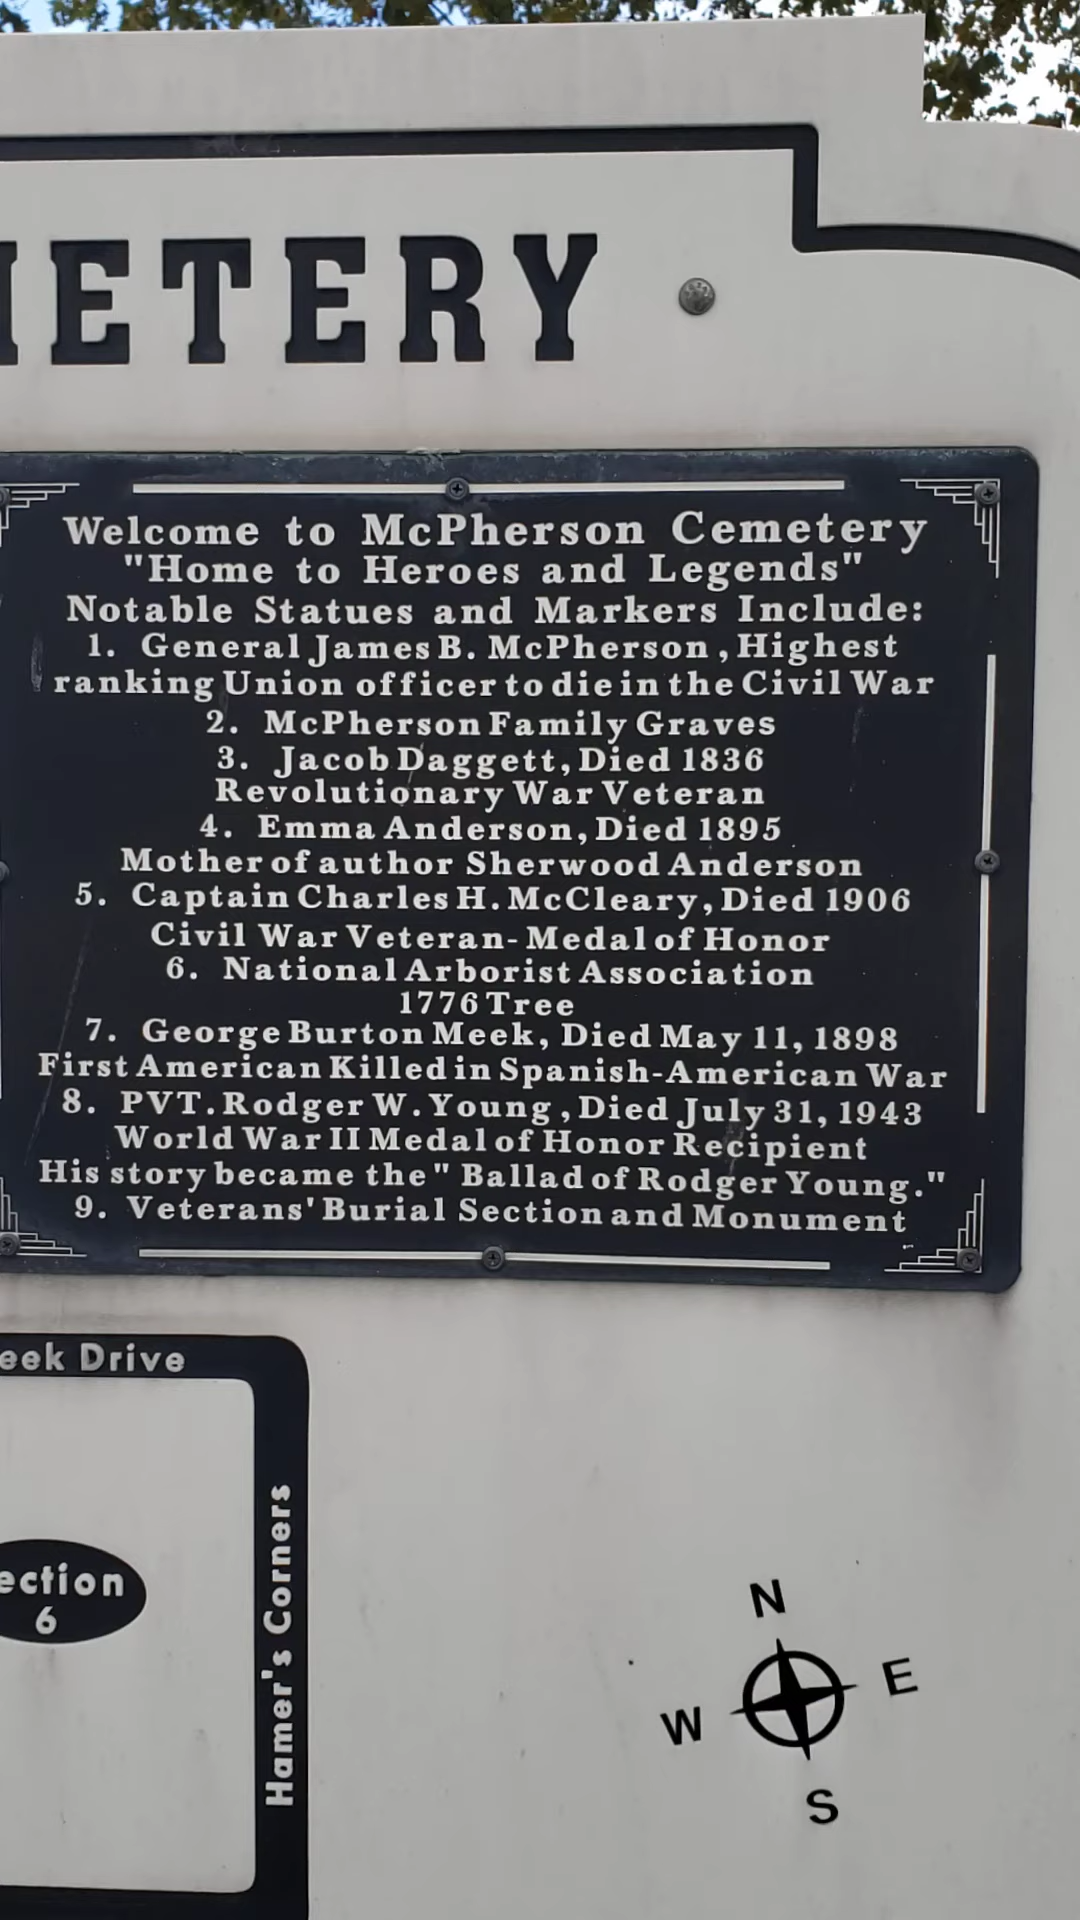 METERY
Welcome to McPherson Cemetery
"Home to Heroes and Legends"
Notable Statues and Markers Include:
1. General James B. McPherson, Highest
ranking Union officer to die in the Civil War
2. McPherson Family Graves
3. Jacob Daggett, Died 1836
Revolutionary War Veteran
4. Emma Anderson, Died 1895
Mother of author Sherwood Anderson
5. Captain Charles H. McCleary, Died 1906
Civil War Veteran- Medal of Honor
6. National Arborist Association
1776 Tree
7. George Burton Meek, Died May 11, 1898
First American Killed in Spanish-American War
8. PVT. Rodger W. Young, Died July 31, 1943
World War II Medal of Honor Recipient
His story became the " Ballad of Rodger Young."
9. Veterans' Burial Section and Monument
eek Drive
Hamer's Corners
ection
6
N
E
W
S